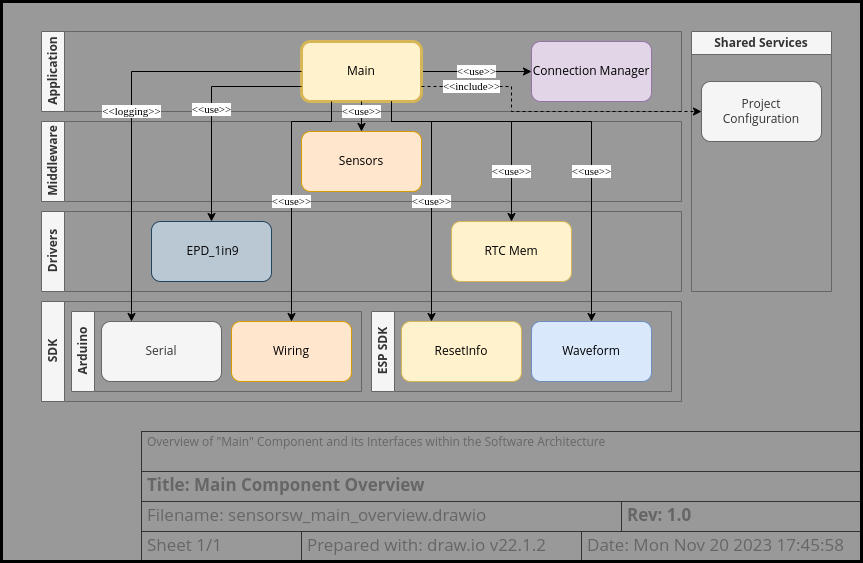 Application
Main
<<use>>
Connection Manager
<<include>>
Shared Services
Project
Configuration
<<logging>>
<<use>>
<<use>>
Middleware
Sensors
<<use>>
<<use>>
<<use>>
<<use>>
Drivers
EPD_1in9
RTC Mem
SDK
Arduino
Serial
Wiring
ESP SDK
ResetInfo
Waveform
Overview of "Main" Component and its Interfaces within the Software Architecture
Title: Main Component Overview
Filename: sensorsw_main_overview.drawio
Rev: 1.0
Sheet 1/1
Prepared with: draw.io v22.1.2
Date: Mon Nov 20 2023 17:45:58